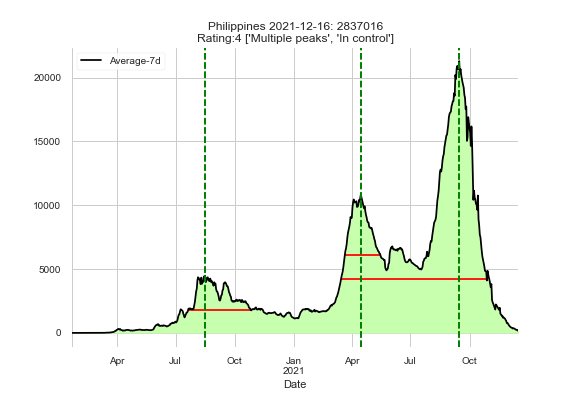 Philippines 2021-12-16: 2837016
Rating:4 ['Multiple peaks', 'In control']
Average-7d
20000
15000
10000
5000
0
Apr Jul Oct Jan Apr Jul Oct
2021
Date